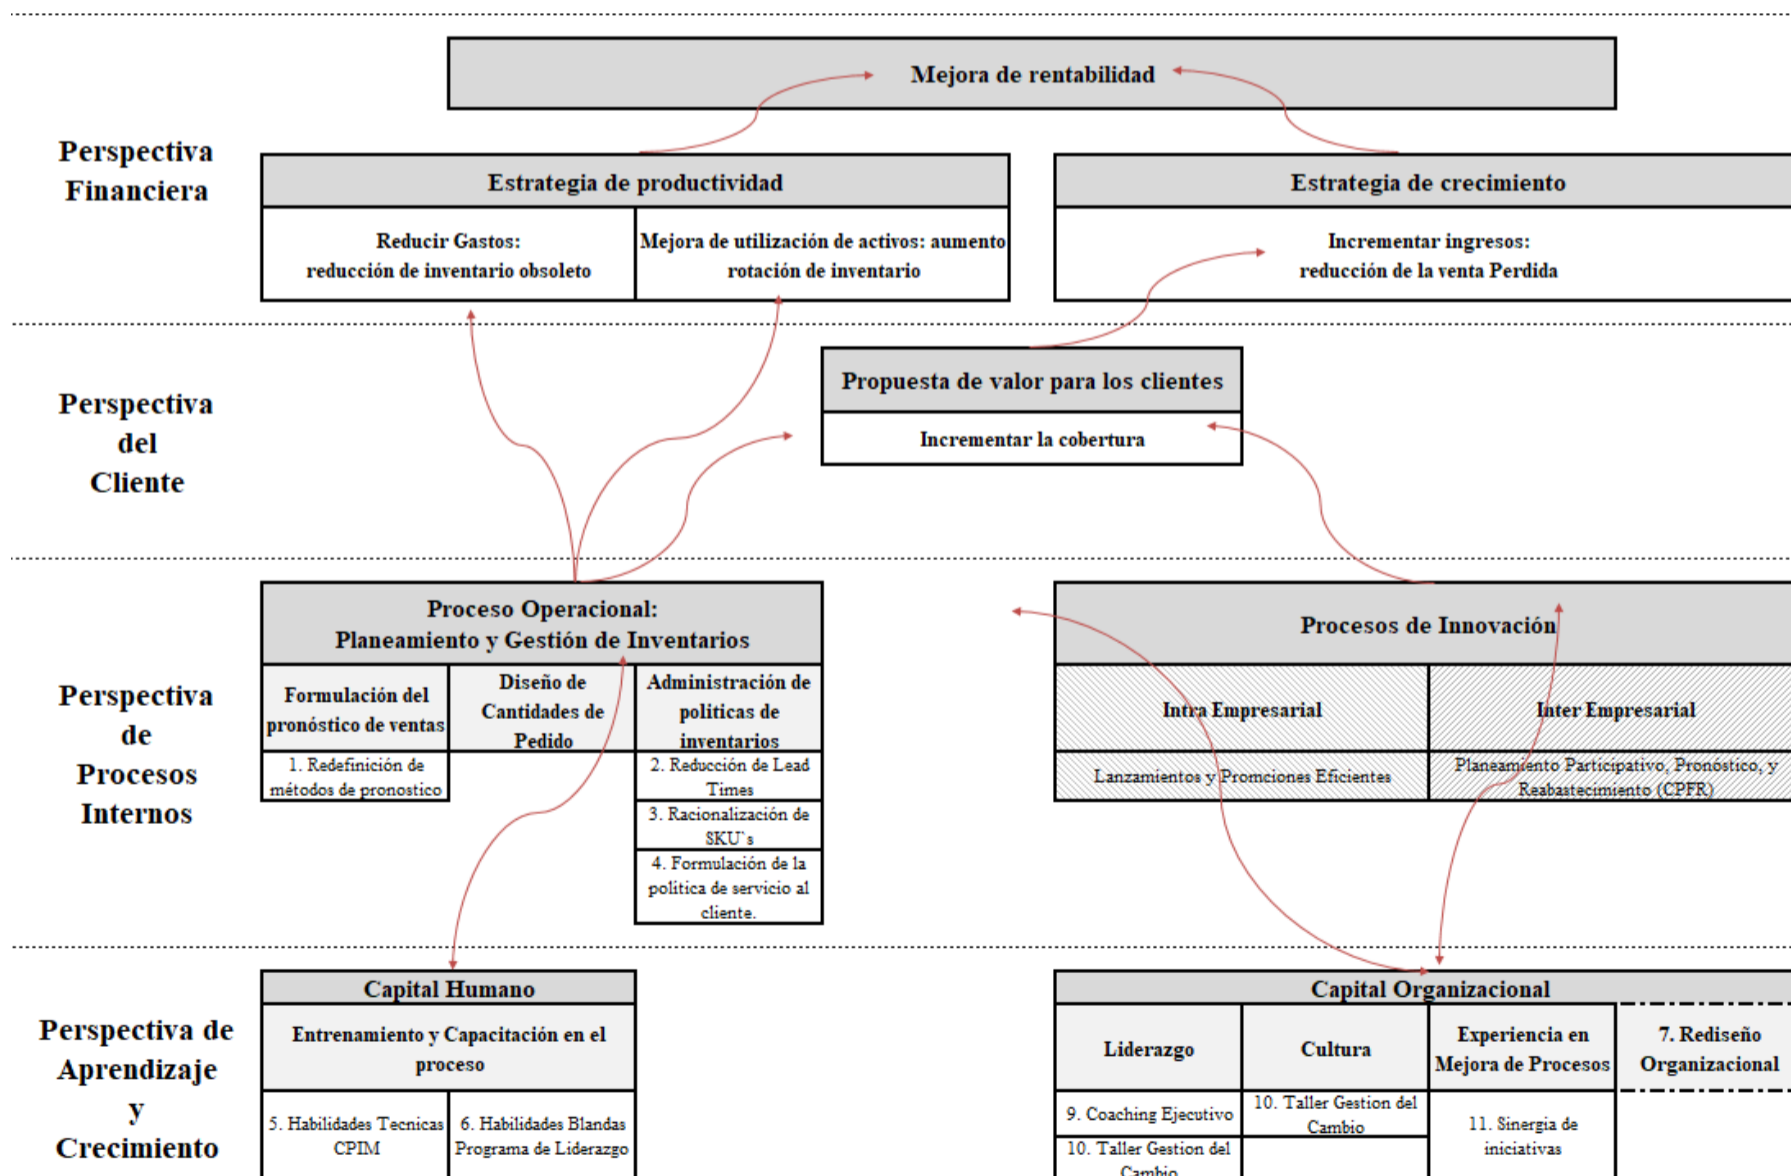 Mejora de rentabilidad
Perspectiva
Financiera
Estrategia de productividad
Reducir Gastos:
reducción de inventario obsoleto
Mejora de utilización de activos: aumento
rotación de inventario
Estrategia de crecimiento
Incrementar ingresos:
reducción de la venta Perdida
Perspectiva
del
Cliente
Propuesta de valor para los clientes
Incrementar la cobertura
Perspectiva
de
Procesos
Internos
Proceso Operacional:
Planeamiento y Gestión de Inventarios
Formulación del
pronóstico de ventas
Diseño de
Cantidades de
Pedido
Administración de
politicas de
inventarios
1. Redefinición de
métodos de pronostico
2. Reducción de Lead
Times
3. Racionalización de
SKU`s
4. Formulación de la
politica de servicio al
cliente.
Procesos de Innovación
Intra Empresarial
Inter Empresarial
Lanzamientos y Promciones Eficientes
Planeamiento Participativo, Pronóstico, y
Reabastecimiento (CPFR)
Perspectiva de
Aprendizaje
y
Crecimiento
Capital Humano
Entrenamiento y Capacitación en el
proceso
5. Habilidades Tecnicas
CPIM
6. Habilidades Blandas
Programa de Liderazgo
Capital Organizacional
Liderazgo
Cultura
Experiencia en
Mejora de Procesos
7. Rediseño
Organizacional
9. Coaching Ejecutivo
10. Taller Gestion del
Cambio
11. Sinergia de
iniciativas
10. Taller Gestion del
Cambio